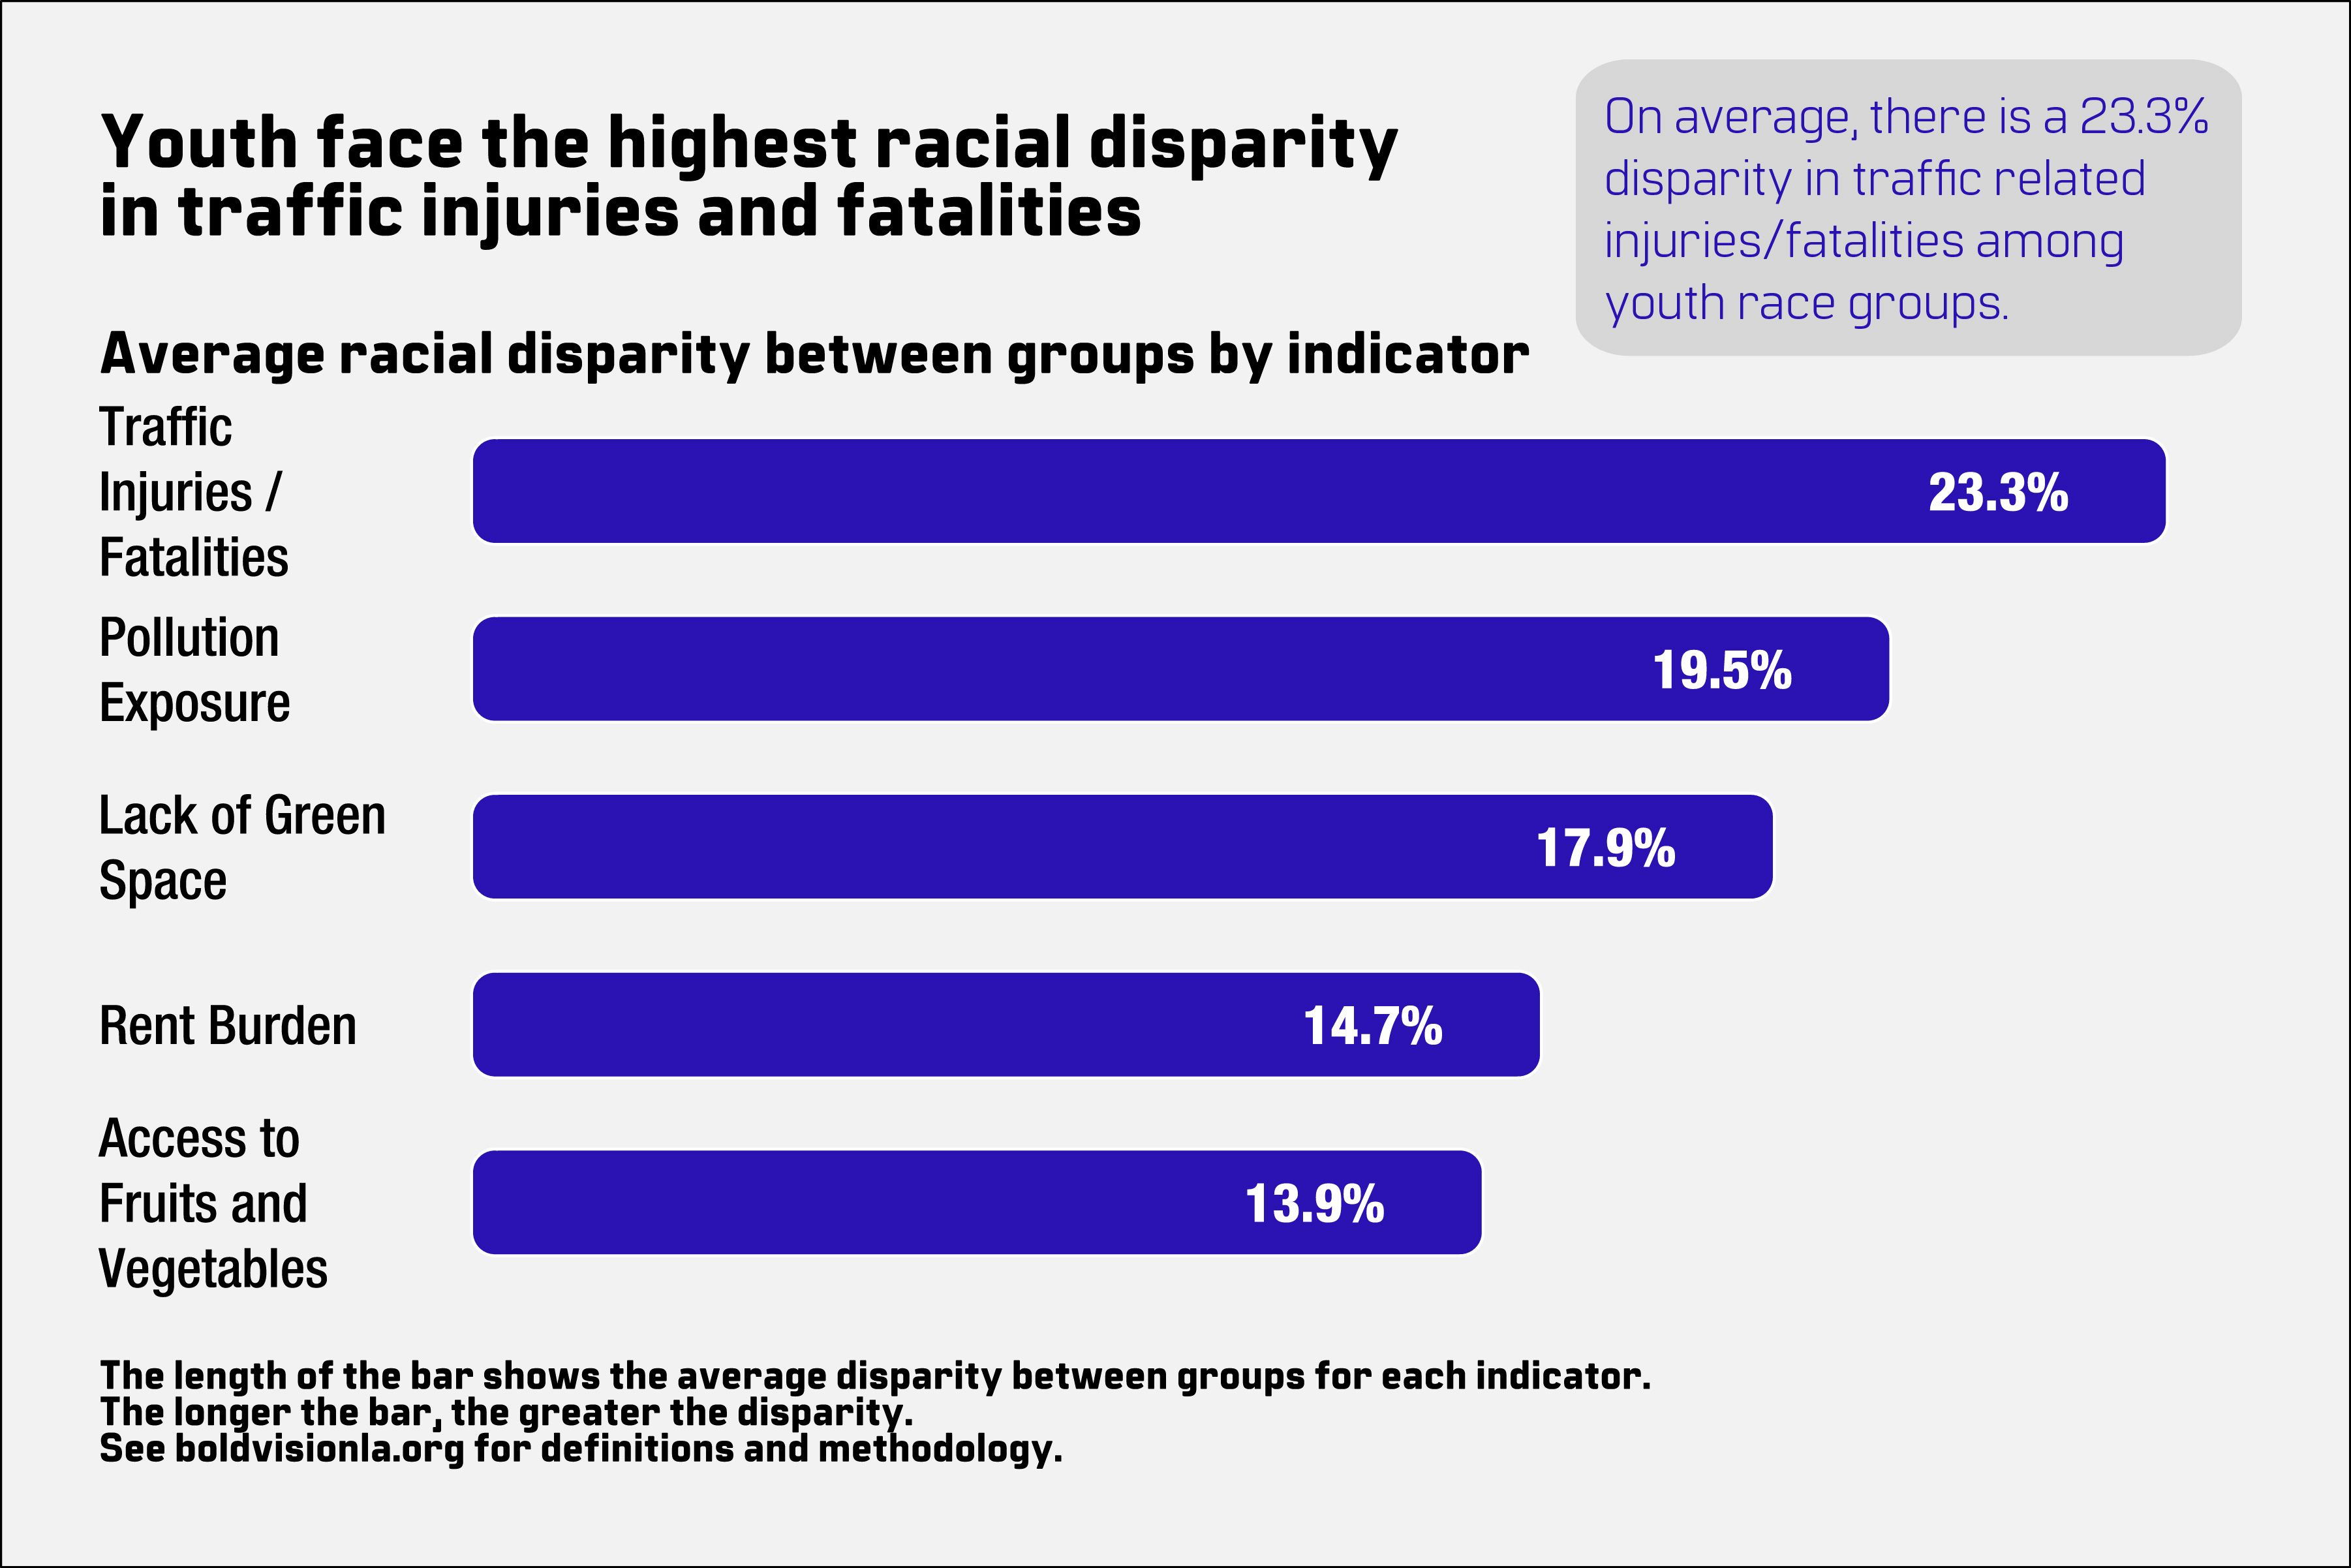 Youth face the highest racial disparity
in traffic injuries and fatalities
On average, there is a 23.3%
disparity in traffic related
injuries/fatalities among
youth race groups.
Average racial disparity between groups by indicator
Traffic
Injuries /
Fatalities
23.3%
Pollution
Exposure
19.5%
Lack of Green
Space
17.9%
Rent Burden
14.7%
Access to
Fruits and
Vegetables
13.9%
The length of the bar shows the average disparity between groups for each indicator.
The longer the bar, the greater the disparity.
See boldvisionla.org for definitions and methodology.